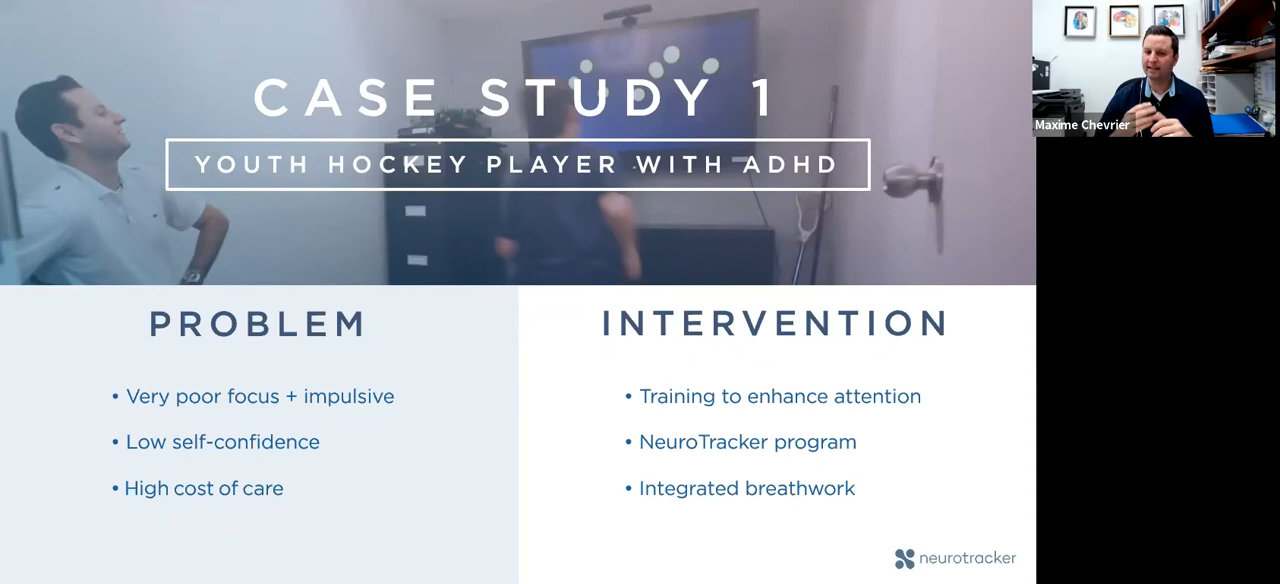 CASE STUDY 1
YOUTH HOCKEY PLAYER WITH ADHD
Maxime Chevrier
PROBLEM
• Very poor focus + impulsive
• Low self-confidence
• High cost of care
INTERVENTION
• Training to enhance attention
• NeuroTracker program
• Integrated breathwork
neurotracker